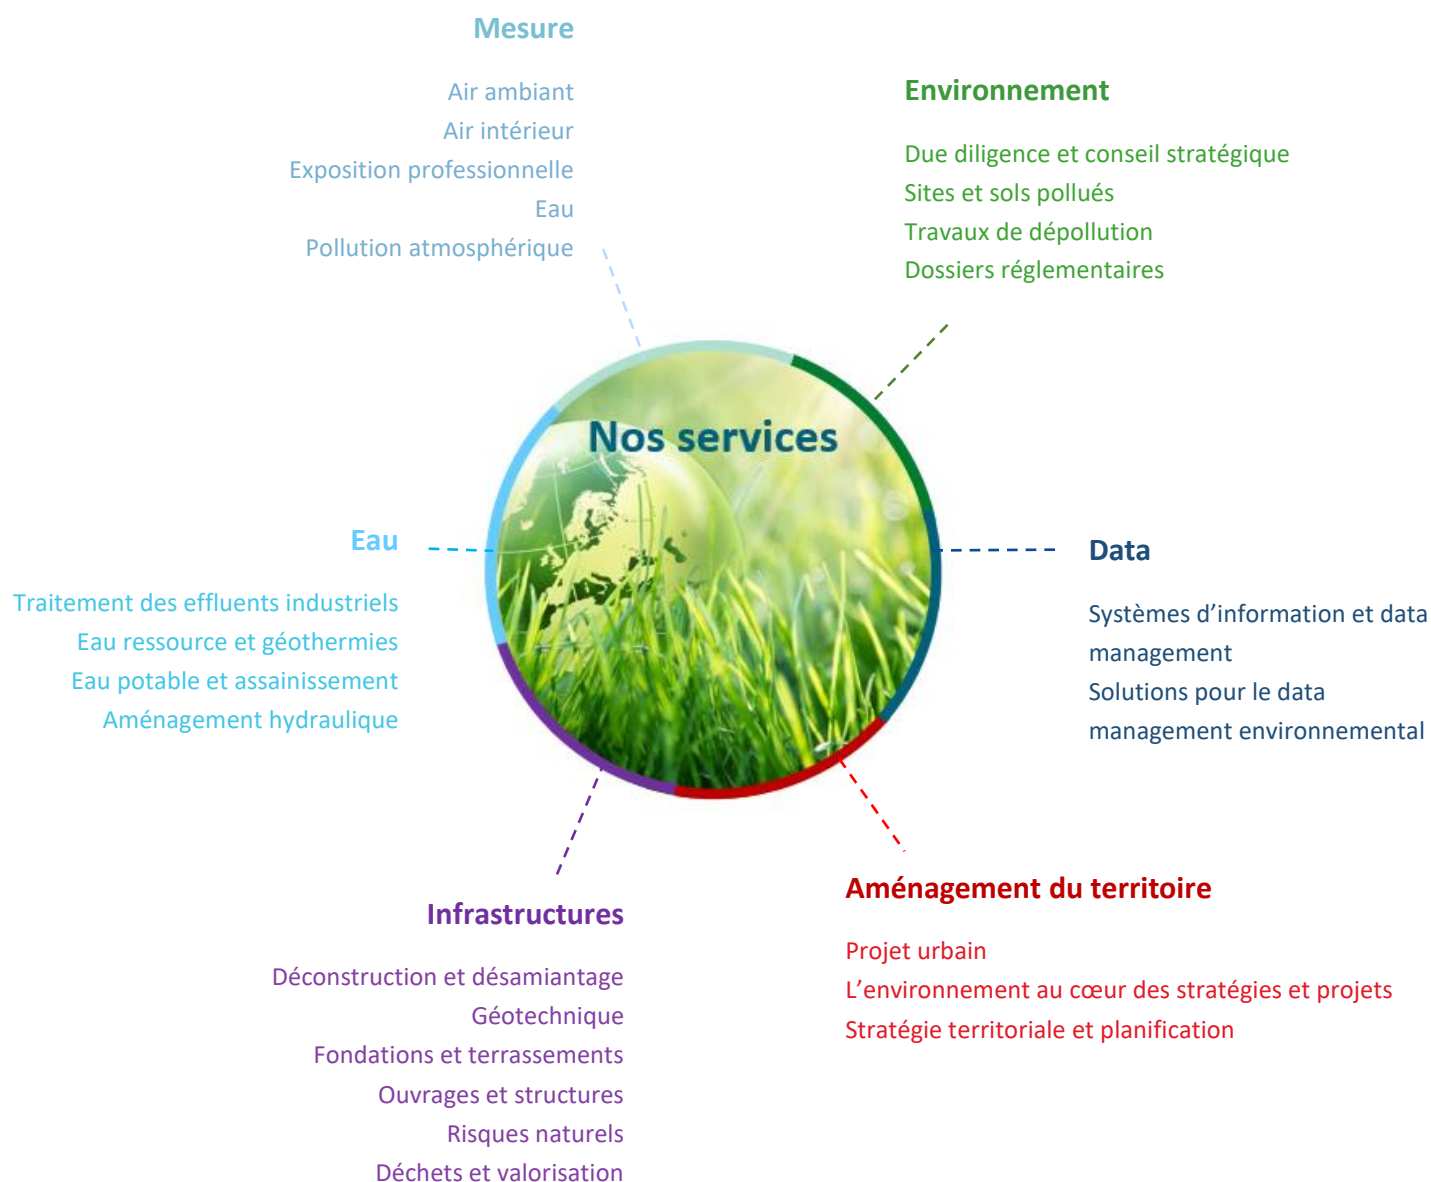 Mesure
Air ambiant
Air intérieur
Exposition professionnelle
Eau
Pollution atmosphérique
Environnement
Due diligence et conseil stratégique
Sites et sols pollués
Travaux de dépollution
Dossiers réglementaires
Nos services
Eau
Traitement des effluents industriels
Eau ressource et géothermies
Eau potable et assainissement
Aménagement hydraulique
Data
Systèmes d’information et data
management
Solutions pour le data
management environnemental
Infrastructures
Déconstruction et désamiantage
Géotechnique
Fondations et terrassements
Ouvrages et structures
Risques naturels
Déchets et valorisation
Aménagement du territoire
Projet urbain
L’environnement au cœur des stratégies et projets
Stratégie territoriale et planification